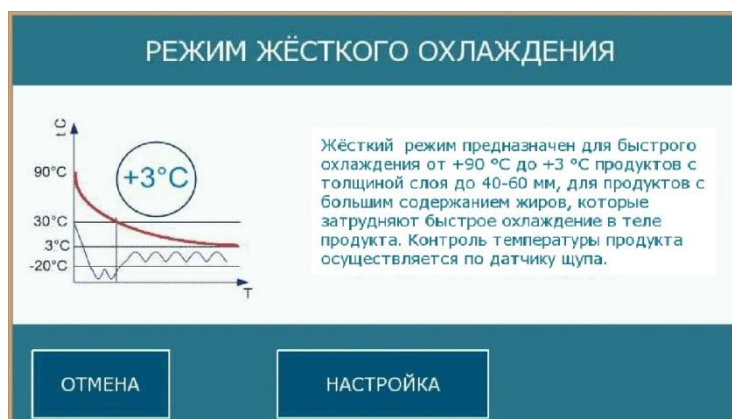 РЕЖИМ ЖЁСТКОГО ОХЛАЖДЕНИЯ
t C
90°C
30°C
3°C
-20°C
+3°C
T
Жёсткий режим предназначен для быстрого
охлаждения от +90 °C до +3 °C продуктов с
толщиной слоя до 40-60 мм, для продуктов с
большим содержанием жиров, которые
затрудняют быстрое охлаждение в теле
продукта. Контроль температуры продукта
осуществляется по датчику щупа.
ОТМЕНА
НАСТРОЙКА